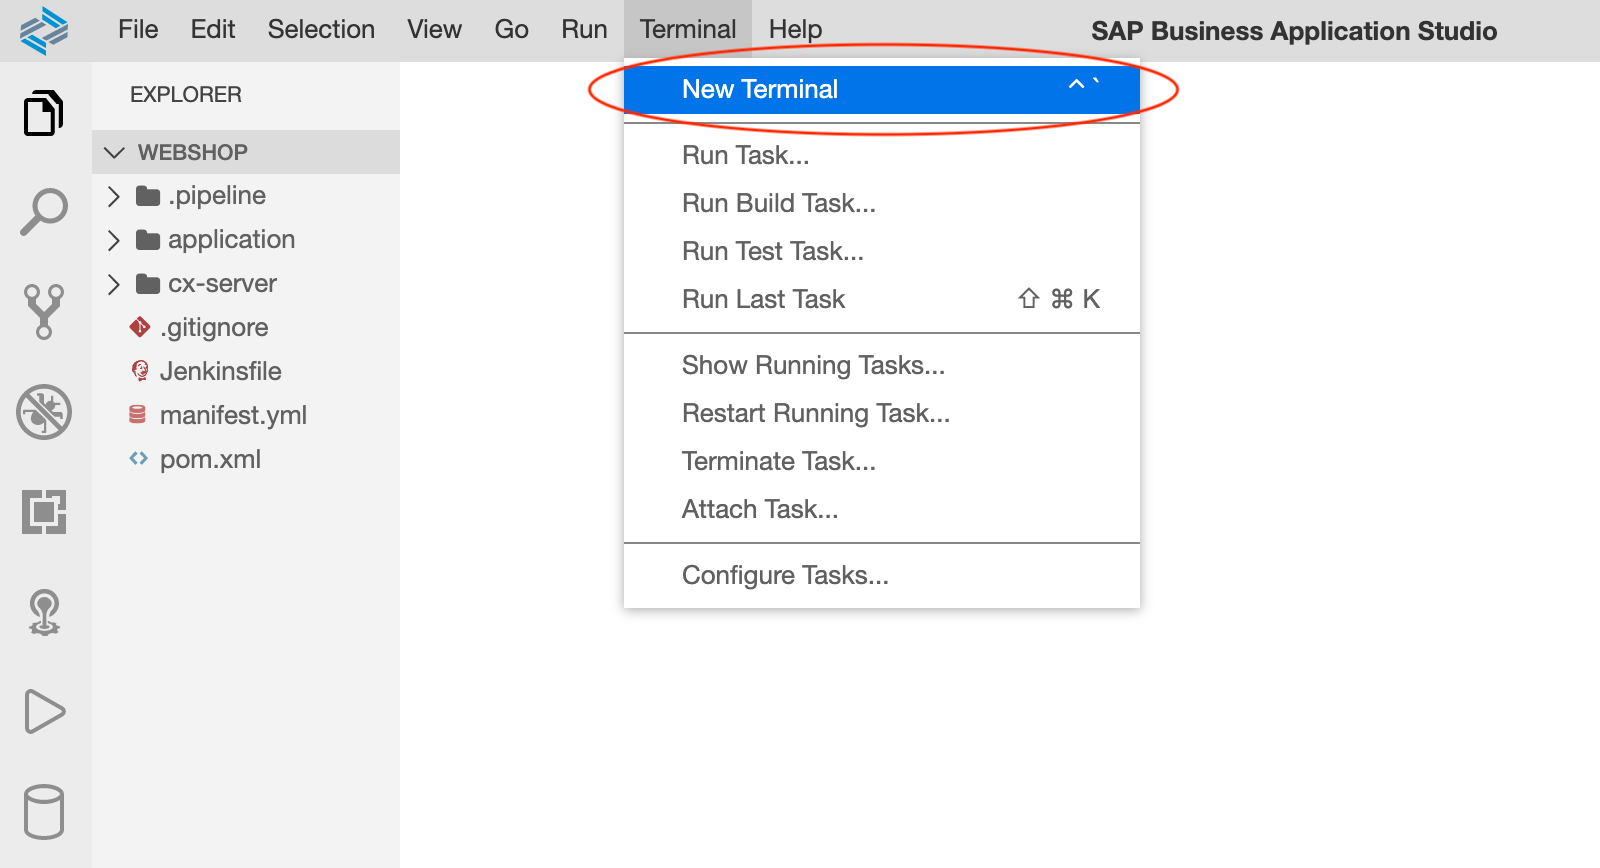 File Edit Selection View Go Run Terminal Help SAP Business Application Studio
EXPLORER
WEBSHOP
.pipeline
application
cx-server
.gitignore
Jenkinsfile
manifest.yml
pom.xml
New Terminal ^ `
Run Task...
Run Build Task...
Run Test Task...
Run Last Task ⇧ ⌘ K
Show Running Tasks...
Restart Running Task...
Terminate Task...
Attach Task...
Configure Tasks...